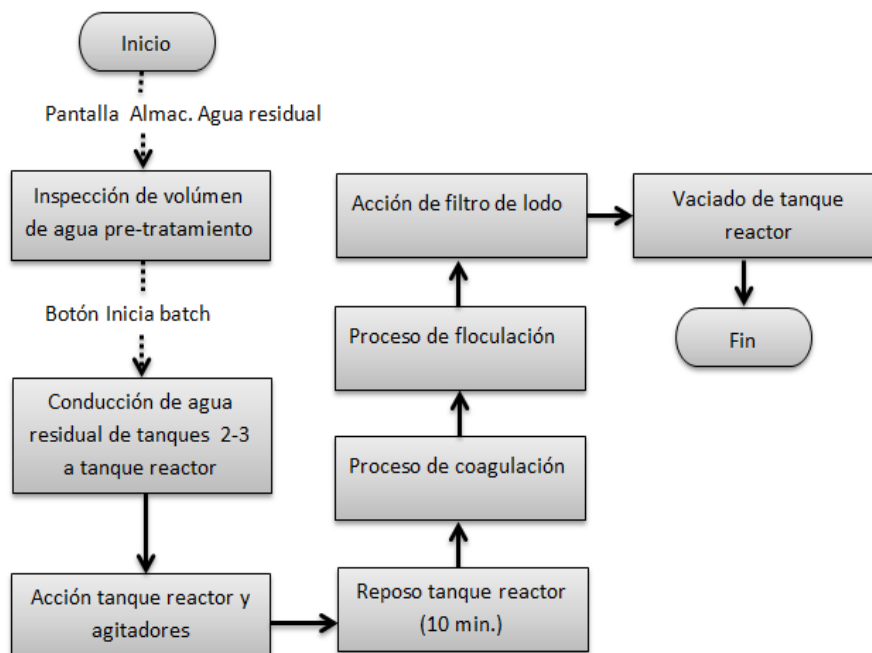 Inicio
Pantalla Almac. Agua residual
Inspección de volúmen
de agua pre-tratamiento
Botón Inicia batch
Conducción de agua
residual de tanques 2-3
a tanque reactor
Acción tanque reactor y
agitadores
Reposo tanque reactor
(10 min.)
Proceso de coagulación
Proceso de floculación
Acción de filtro de lodo
Vaciado de tanque
reactor
Fin